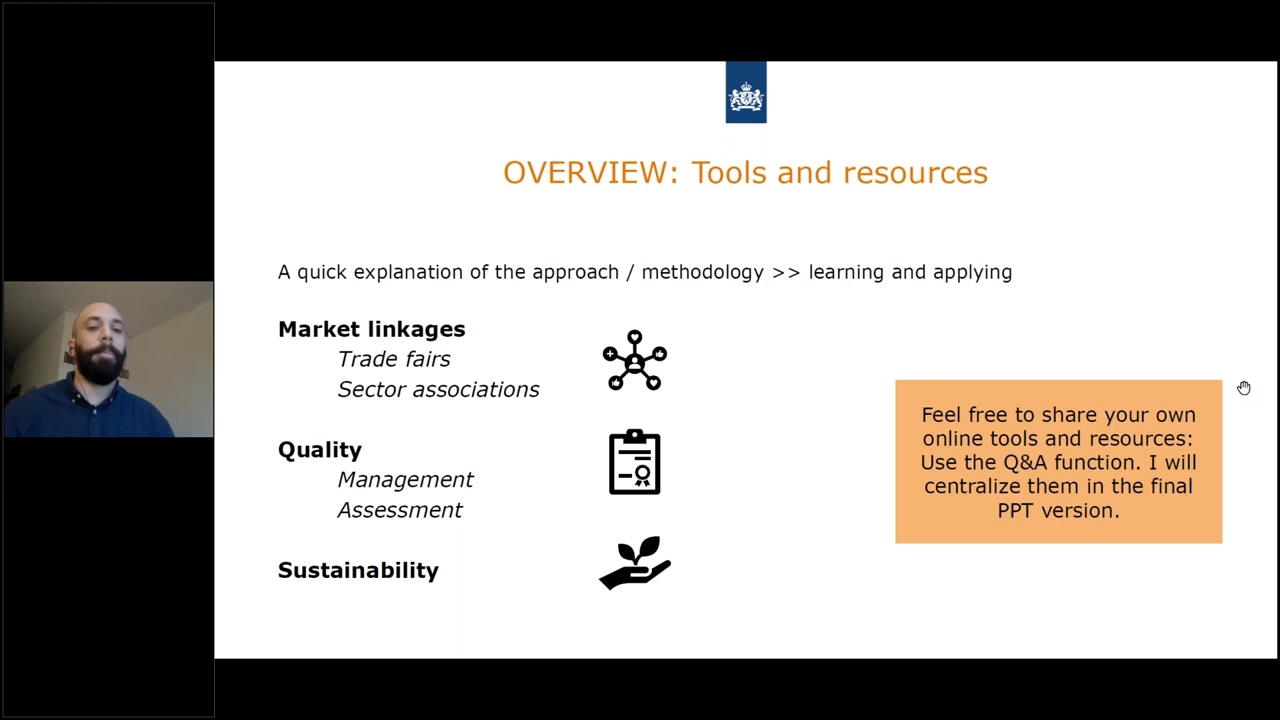 OVERVIEW: Tools and resources
A quick explanation of the approach / methodology >> learning and applying
Market linkages
Trade fairs
Sector associations
Quality
Management
Assessment
Sustainability
Feel free to share your own
online tools and resources:
Use the Q&A function. I will
centralize them in the final
PPT version.